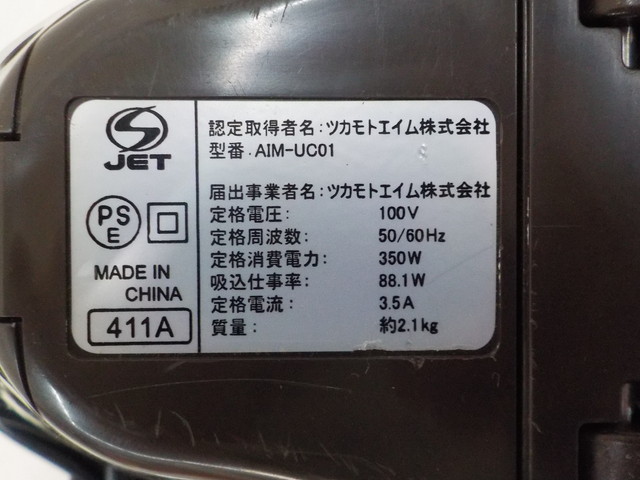 JET
PS
E
MADE IN
CHINA
411A
認定取得者名:ツカモトエイム株式会社
型番.AIM-UC01
届出事業者名:ツカモトエイム株式会社
定格電圧: 100V
定格周波数: 50/60Hz
定格消費電力: 350W
吸込仕事率: 88.1W
定格電流: 3.5A
質量: 約2.1kg